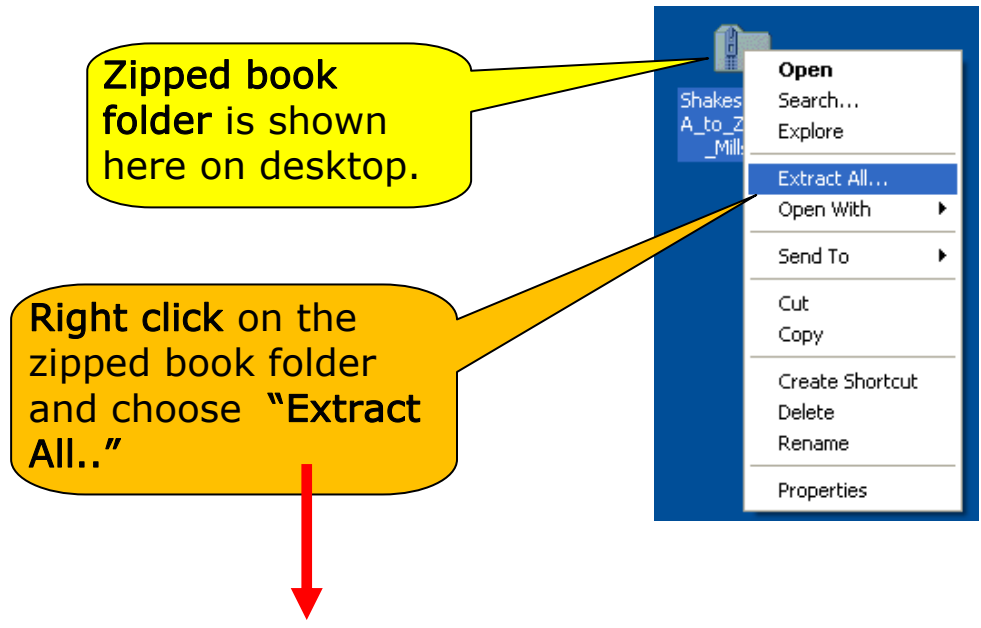 Zipped book
folder is shown
here on desktop.
Shakes
A_to_Z
_Mills
Open
Search...
Explore
Extract All...
Open With
Send To
Cut
Copy
Create Shortcut
Delete
Rename
Properties
Right click on the
zipped book folder
and choose “Extract
All..”